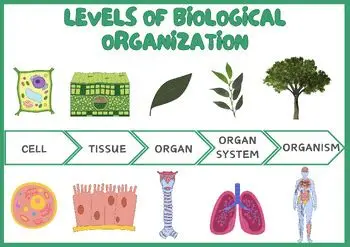 LEVELS OF BIOLOGICAL
ORGANIZATION
CELL
TISSUE
ORGAN
ORGAN
SYSTEM
ORGANISM